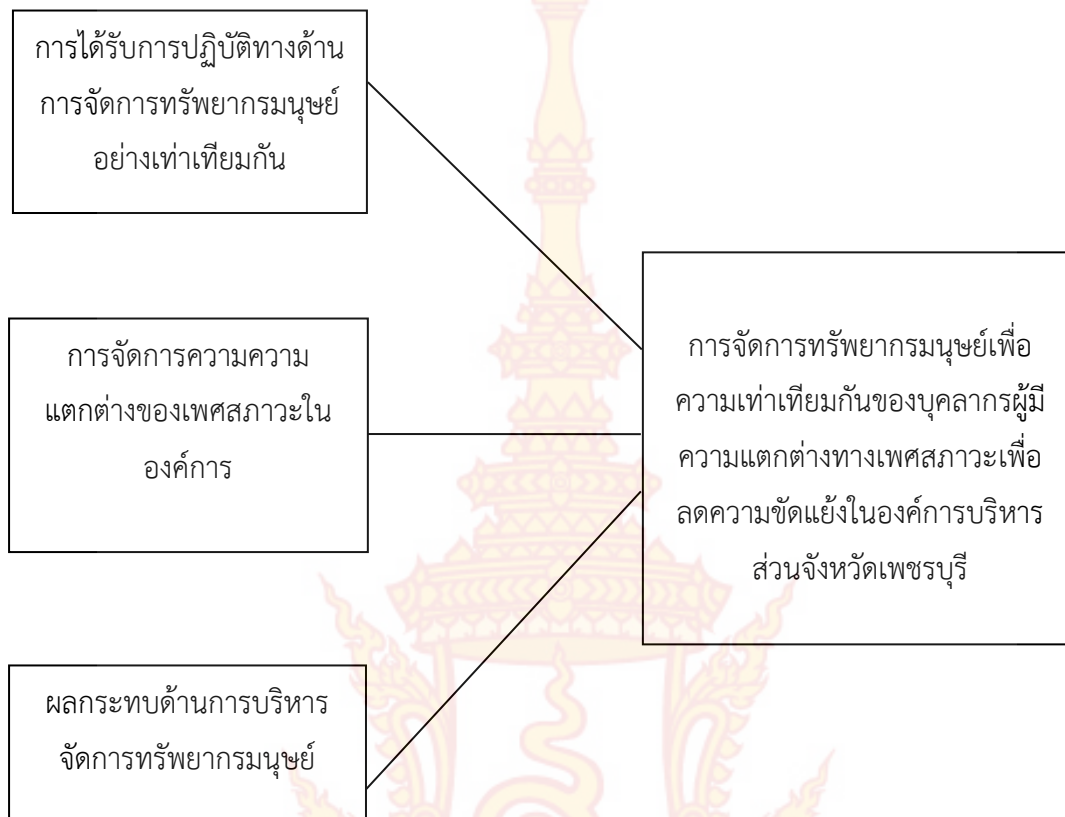 การได้รับการปฏิบัติทางด้าน
การจัดการทรัพยากรมนุษย์
อย่างเท่าเทียมกัน
การจัดการความความ
แตกต่างของเพศสภาวะใน
องค์การ
ผลกระทบด้านการบริหาร
จัดการทรัพยากรมนุษย์
การจัดการทรัพยากรมนุษย์เพื่อ
ความเท่าเทียมกันของบุคลากรผู้มี
ความแตกต่างทางเพศสภาวะเพื่อ
ลดความขัดแย้งในองค์การบริหาร
ส่วนจังหวัดเพชรบุรี